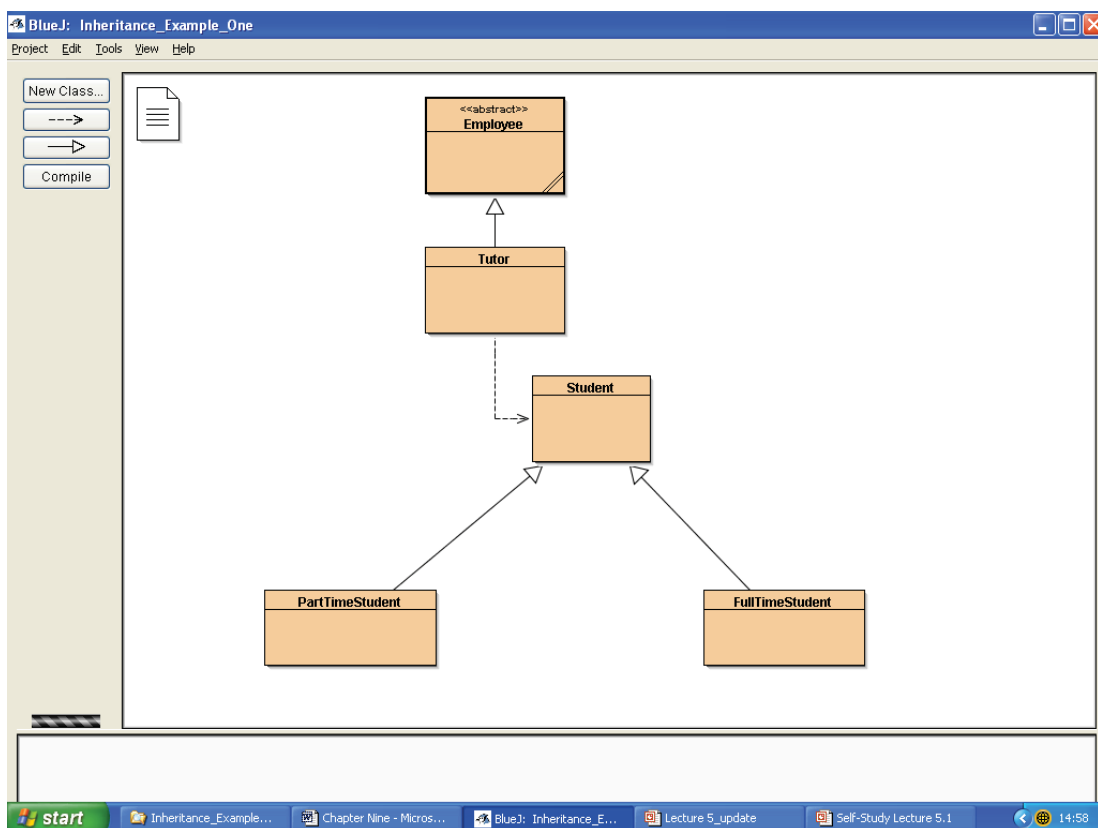 BlueJ: Inheritance_Example_One
Project Edit Tools View Help
New Class...
Compile
<<abstract>>
Employee
Tutor
Student
PartTimeStudent
FullTimeStudent
start
Inheritance_Example...
Chapter Nine - Micros...
BlueJ: Inheritance_E...
Lecture 5_update
Self-Study Lecture 5.1
14:58